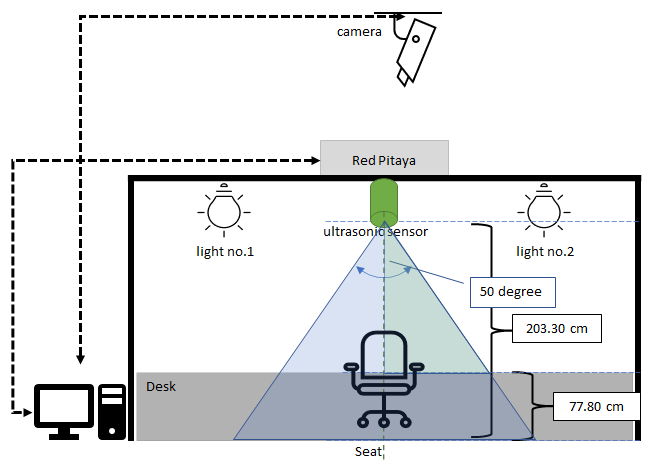 camera
Red Pitaya
ultrasonic sensor
light no.1
light no.2
50 degree
203.30 cm
Desk
77.80 cm
Seat